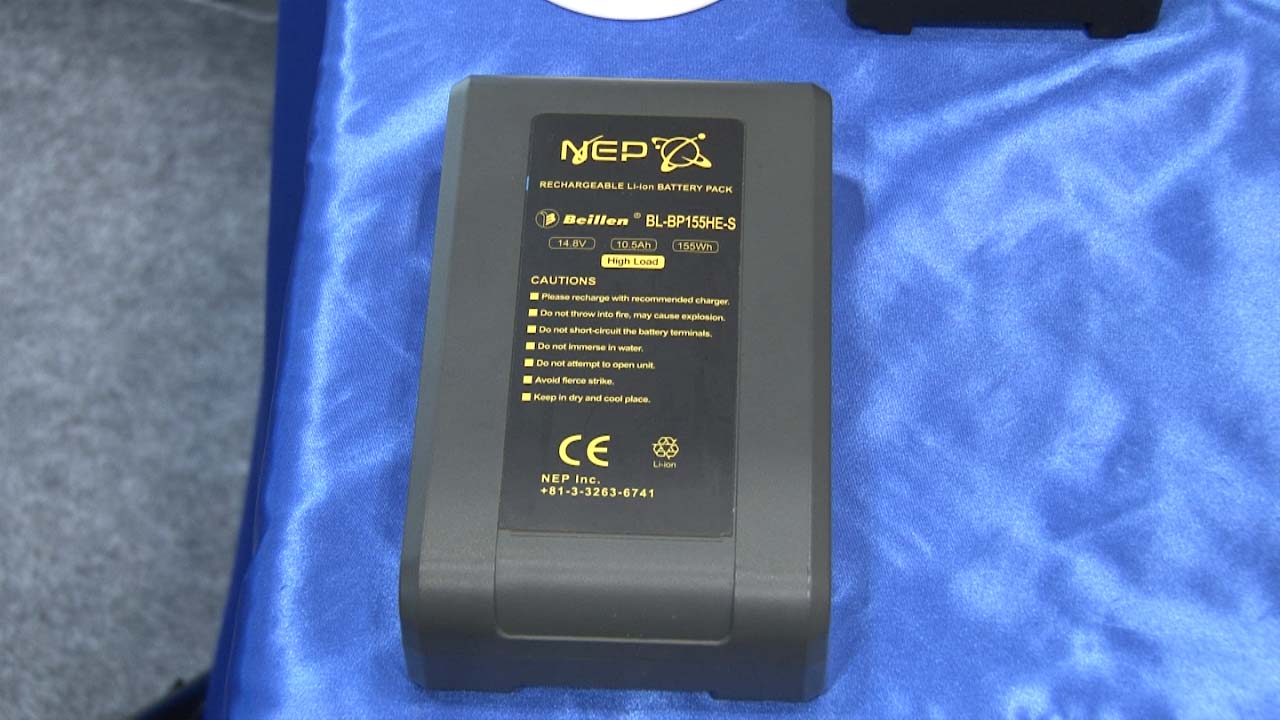 NEP
RECHARGEABLE Li-ion BATTERY PACK
Beillen ® BL-BP155HE-S
14.8V 10.5Ah 155Wh
High Load
CAUTIONS
Please recharge with recommended charger.
Do not throw into fire, may cause explosion.
Do not short-circuit the battery terminals.
Do not immerse in water.
Do not attempt to open unit.
Avoid fierce strike.
Keep in dry and cool place.
CE
Li-ion
NEP Inc.
+81-3-3263-6741